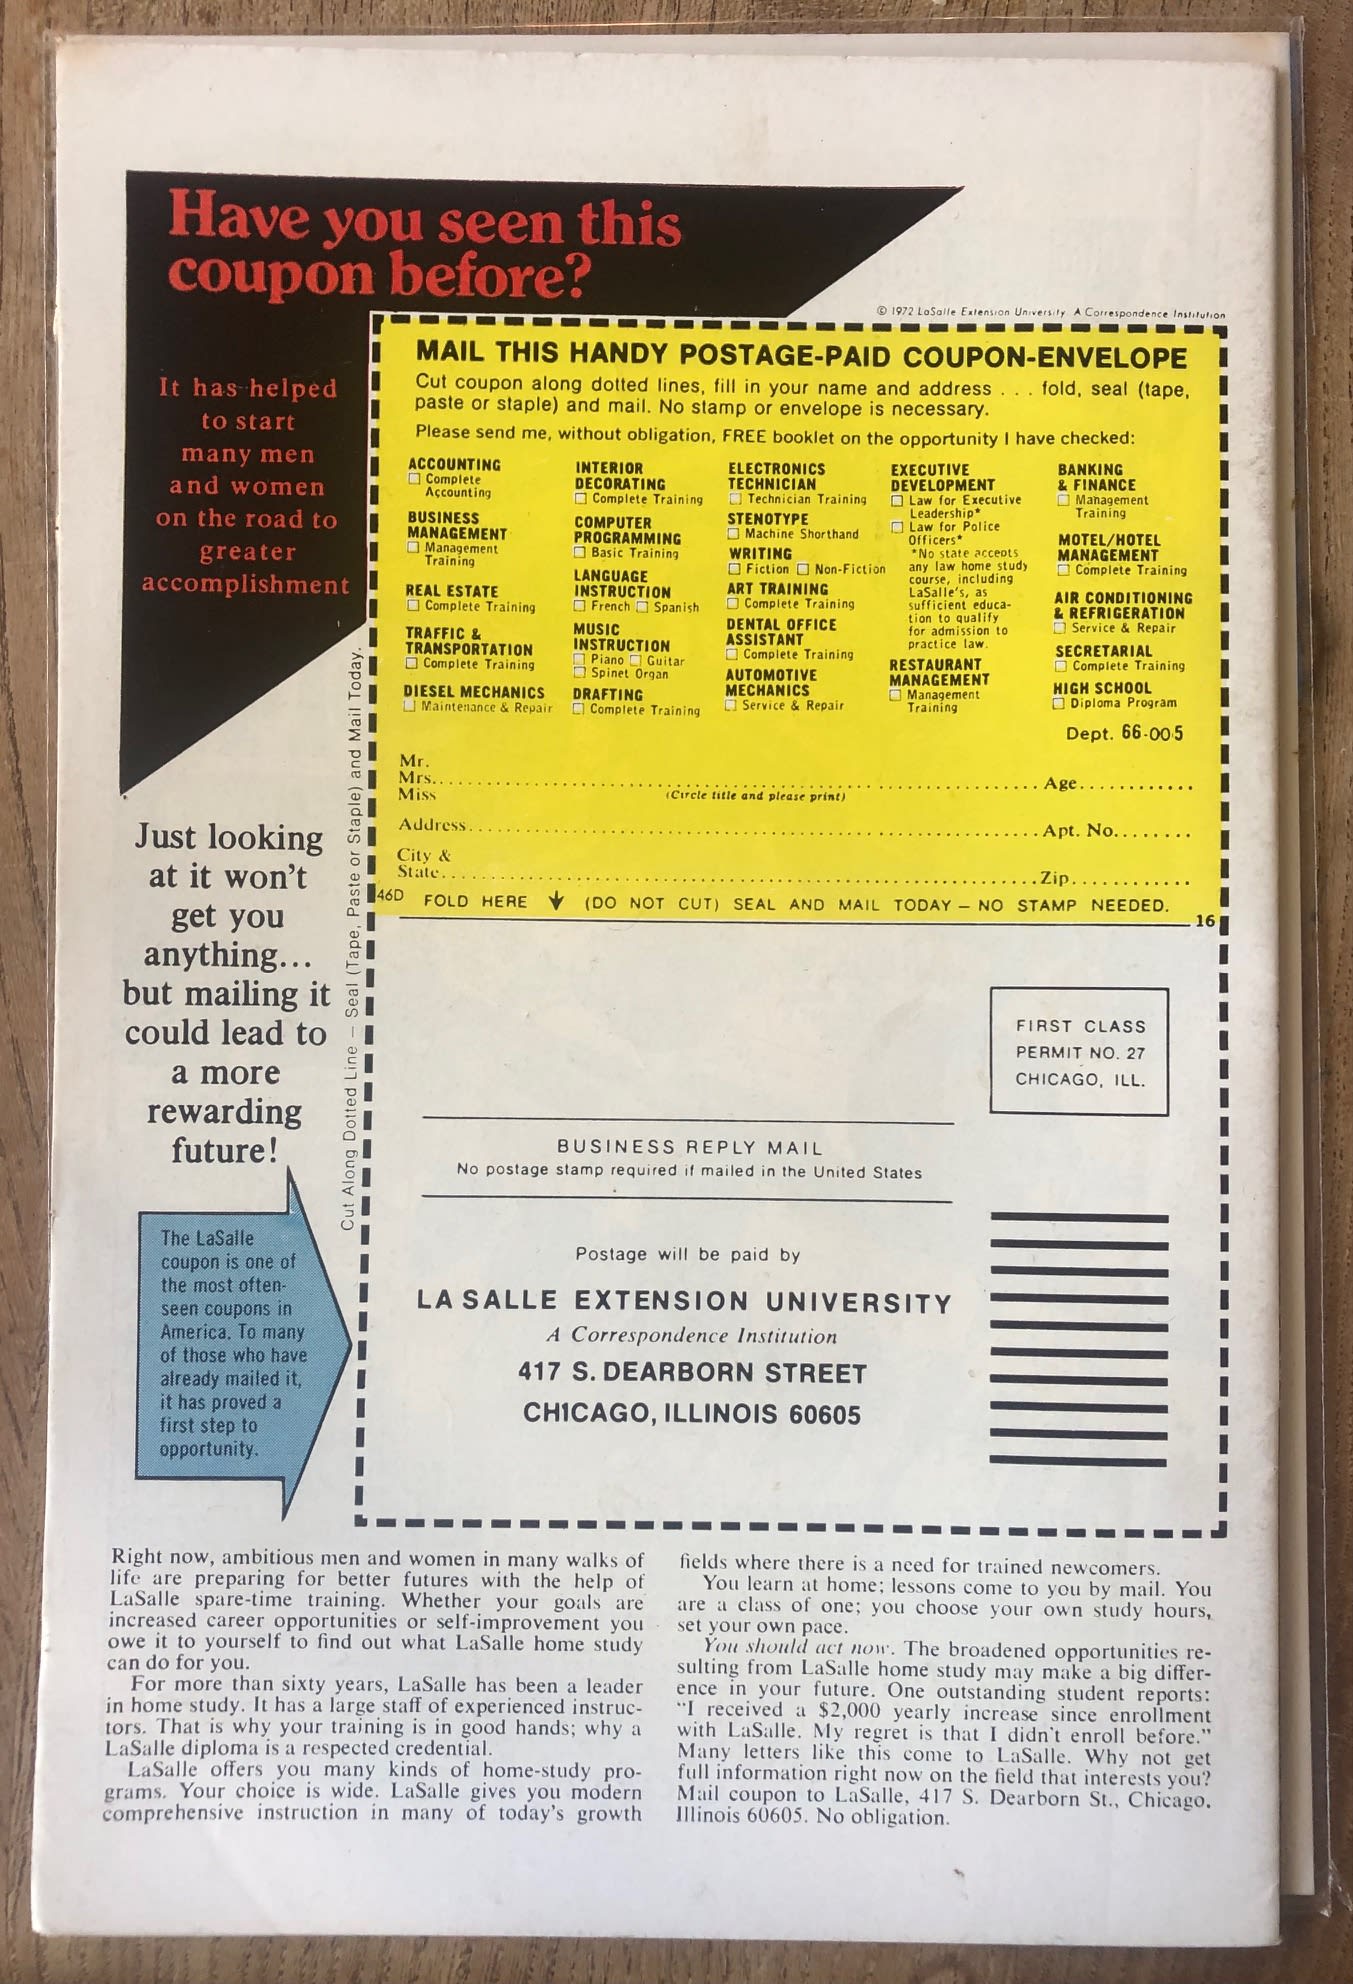 Have you seen this
coupon before?
It has helped
to start
many men
and women
on the road to
greater
accomplishment
© 1972 LaSalle Extension University A Correspondence Institution
MAIL THIS HANDY POSTAGE-PAID COUPON-ENVELOPE
Cut coupon along dotted lines, fill in your name and address . . . fold, seal (tape,
paste or staple) and mail. No stamp or envelope is necessary.
Please send me, without obligation, FREE booklet on the opportunity I have checked:
ACCOUNTING
☐ Complete
Accounting
BUSINESS
MANAGEMENT
☐ Management
Training
REAL ESTATE
☐ Complete Training
TRAFFIC &
TRANSPORTATION
☐ Complete Training
DIESEL MECHANICS
☐ Maintenance & Repair
INTERIOR
DECORATING
☐ Complete Training
COMPUTER
PROGRAMMING
☐ Basic Training
LANGUAGE
INSTRUCTION
☐ French ☐ Spanish
MUSIC
INSTRUCTION
☐ Piano ☐ Guitar
☐ Spinet Organ
DRAFTING
☐ Complete Training
ELECTRONICS
TECHNICIAN
☐ Technician Training
STENOTYPE
☐ Machine Shorthand
WRITING
☐ Fiction ☐ Non-Fiction
ART TRAINING
☐ Complete Training
DENTAL OFFICE
ASSISTANT
☐ Complete Training
AUTOMOTIVE
MECHANICS
☐ Service & Repair
EXECUTIVE
DEVELOPMENT
☐ Law for Executive
Leadership*
☐ Law for Police
Officers*
*No state accepts
any law home study
course, including
LaSalle's, as
sufficient educa-
tion to qualify
for admission to
practice law.
RESTAURANT
MANAGEMENT
☐ Management
Training
BANKING
& FINANCE
☐ Management
Training
MOTEL/HOTEL
MANAGEMENT
☐ Complete Training
AIR CONDITIONING
& REFRIGERATION
☐ Service & Repair
SECRETARIAL
☐ Complete Training
HIGH SCHOOL
☐ Diploma Program
Dept. 66-005
Mr.
Mrs. Age
Miss (Circle title and please print)
Address Apt. No.
City &
State Zip
46D FOLD HERE ↓ (DO NOT CUT) SEAL AND MAIL TODAY – NO STAMP NEEDED.
16
Cut Along Dotted Line – Seal (Tape, Paste or Staple) and Mail Today.
Just looking
at it won't
get you
anything...
but mailing it
could lead to
a more
rewarding
future!
The LaSalle
coupon is one of
the most often-
seen coupons in
America. To many
of those who have
already mailed it,
it has proved a
first step to
opportunity.
FIRST CLASS
PERMIT NO. 27
CHICAGO, ILL.
BUSINESS REPLY MAIL
No postage stamp required if mailed in the United States
Postage will be paid by
LA SALLE EXTENSION UNIVERSITY
A Correspondence Institution
417 S. DEARBORN STREET
CHICAGO, ILLINOIS 60605
Right now, ambitious men and women in many walks of
life are preparing for better futures with the help of
LaSalle spare-time training. Whether your goals are
increased career opportunities or self-improvement you
owe it to yourself to find out what LaSalle home study
can do for you.
For more than sixty years, LaSalle has been a leader
in home study. It has a large staff of experienced instruc-
tors. That is why your training is in good hands; why a
LaSalle diploma is a respected credential.
LaSalle offers you many kinds of home-study pro-
grams. Your choice is wide. LaSalle gives you modern
comprehensive instruction in many of today's growth
fields where there is a need for trained newcomers.
You learn at home; lessons come to you by mail. You
are a class of one; you choose your own study hours,
set your own pace.
You should act now. The broadened opportunities re-
sulting from LaSalle home study may make a big differ-
ence in your future. One outstanding student reports:
"I received a $2,000 yearly increase since enrollment
with LaSalle. My regret is that I didn't enroll before."
Many letters like this come to LaSalle. Why not get
full information right now on the field that interests you?
Mail coupon to LaSalle, 417 S. Dearborn St., Chicago,
Illinois 60605. No obligation.